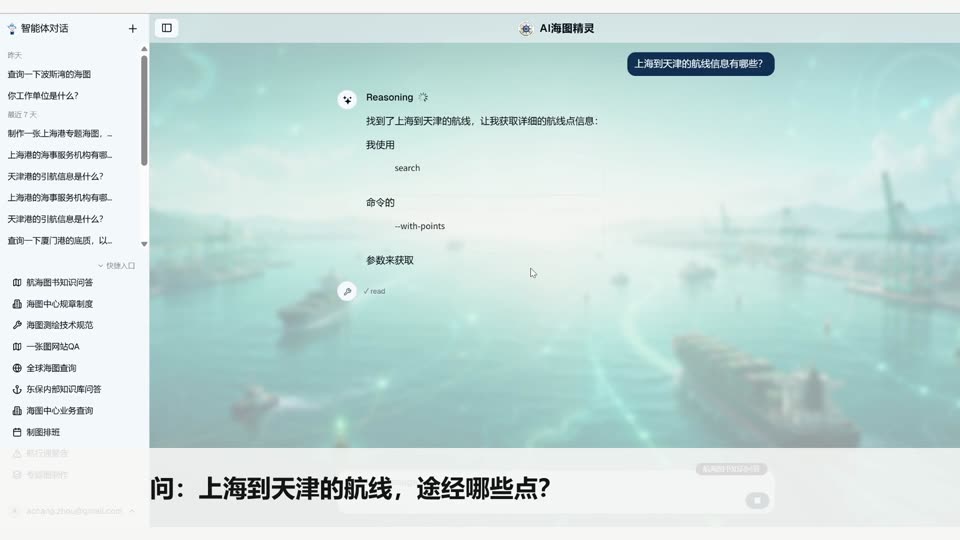 智能体对话
昨天
查询一下波斯湾的海图
你工作单位是什么？
最近 7 天
制作一张上海港专题海图，...
上海港的海事服务机构有哪...
天津港的引航信息是什么？
上海港的海事服务机构有哪...
天津港的引航信息是什么？
查询一下厦门港的底质，以...
快捷入口
航海图书知识问答
海图中心规章制度
海图测绘技术规范
一张图网站QA
全球海图查询
东保内部知识库问答
海图中心业务查询
制图排班
AI海图精灵
上海到天津的航线信息有哪些？
Reasoning
找到了上海到天津的航线，让我获取详细的航线点信息：
我使用
search
命令的
--with-points
参数来获取
✓ read
问：上海到天津的航线，途经哪些点？